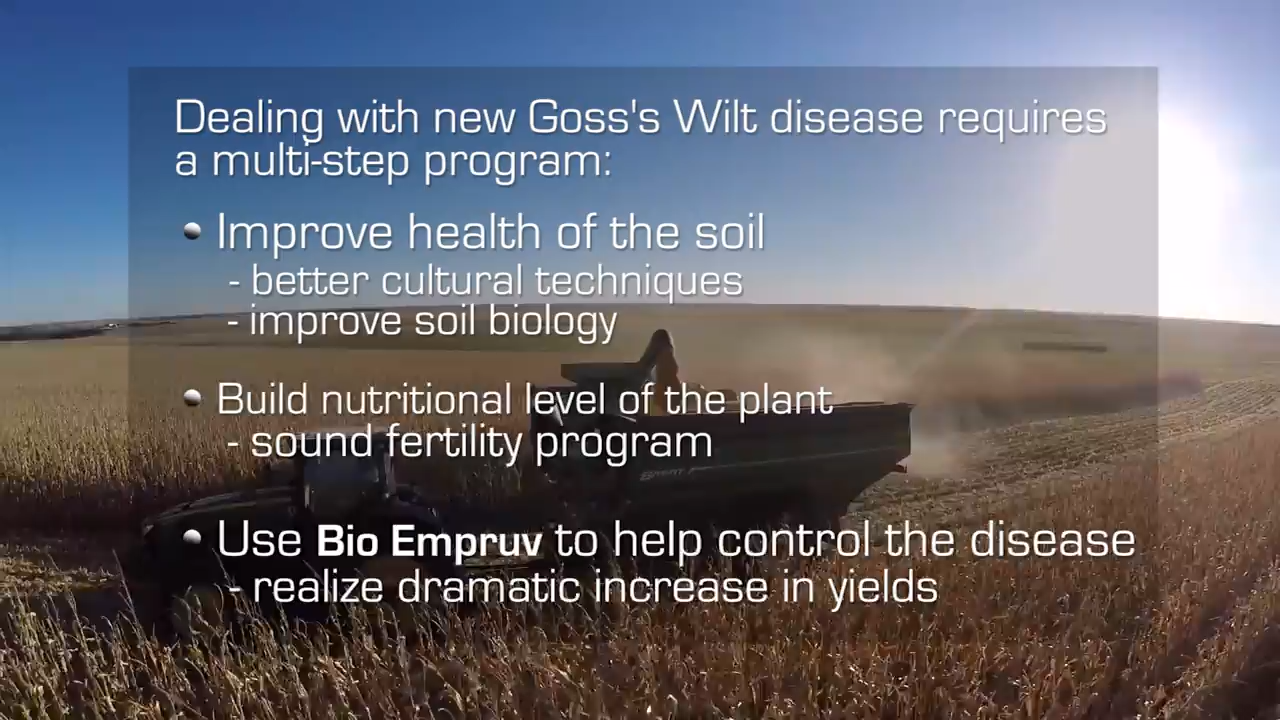 Dealing with new Goss's Wilt disease requires
a multi-step program:
• Improve health of the soil
- better cultural techniques
- improve soil biology
• Build nutritional level of the plant
- sound fertility program
• Use Bio Empruv to help control the disease
- realize dramatic increase in yields